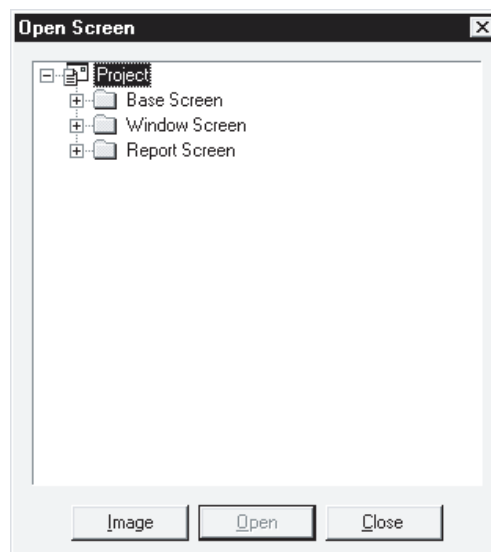 Open Screen
Project
Base Screen
Window Screen
Report Screen
Image Open Close